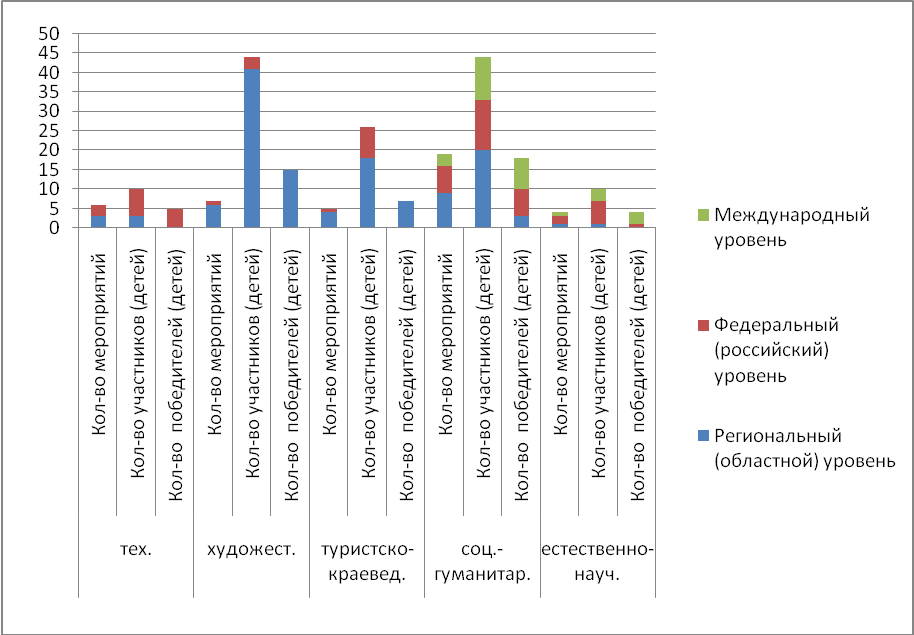 50
45
40
35
30
25
20
15
10
5
0
Кол-во мероприятий
Кол-во участников (детей)
Кол-во победителей (детей)
Кол-во мероприятий
Кол-во участников (детей)
Кол-во победителей (детей)
Кол-во мероприятий
Кол-во участников (детей)
Кол-во победителей (детей)
Кол-во мероприятий
Кол-во участников (детей)
Кол-во победителей (детей)
Кол-во мероприятий
Кол-во участников (детей)
Кол-во победителей (детей)
тех.
художест.
туристско-
краевед.
соц.-
гуманитар.
естественно-
науч.
Международный
уровень
Федеральный
(российский)
уровень
Региональный
(областной) уровень